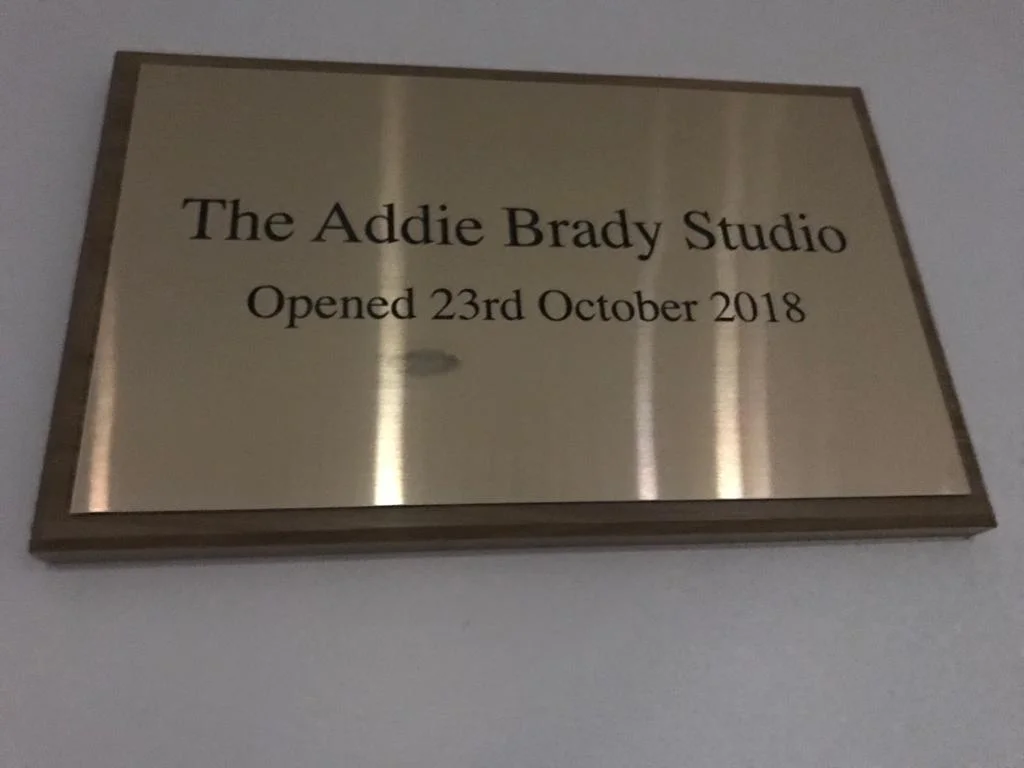 The Addie Brady Studio
Opened 23rd October 2018